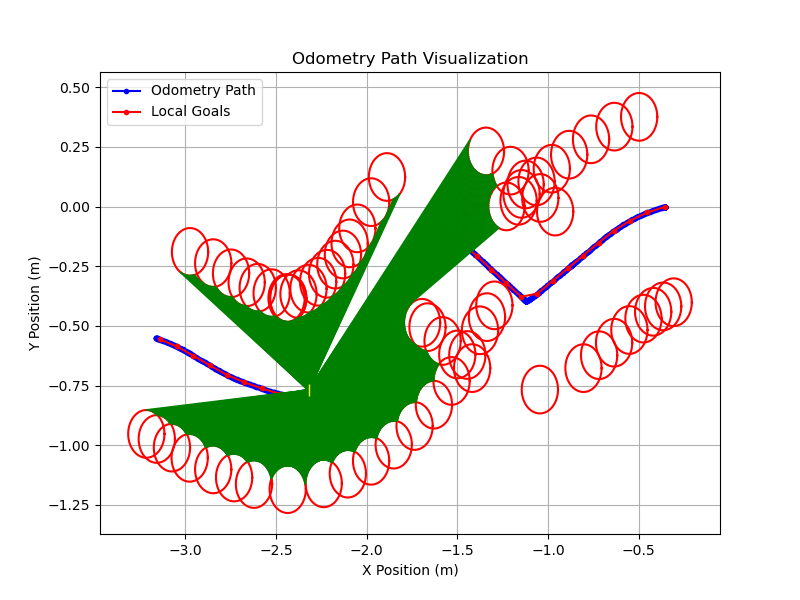 Odometry Path Visualization
Odometry Path
Local Goals
Y Position (m)
0.50
0.25
0.00
−0.25
−0.50
−0.75
−1.00
−1.25
−3.0 −2.5 −2.0 −1.5 −1.0 −0.5
X Position (m)